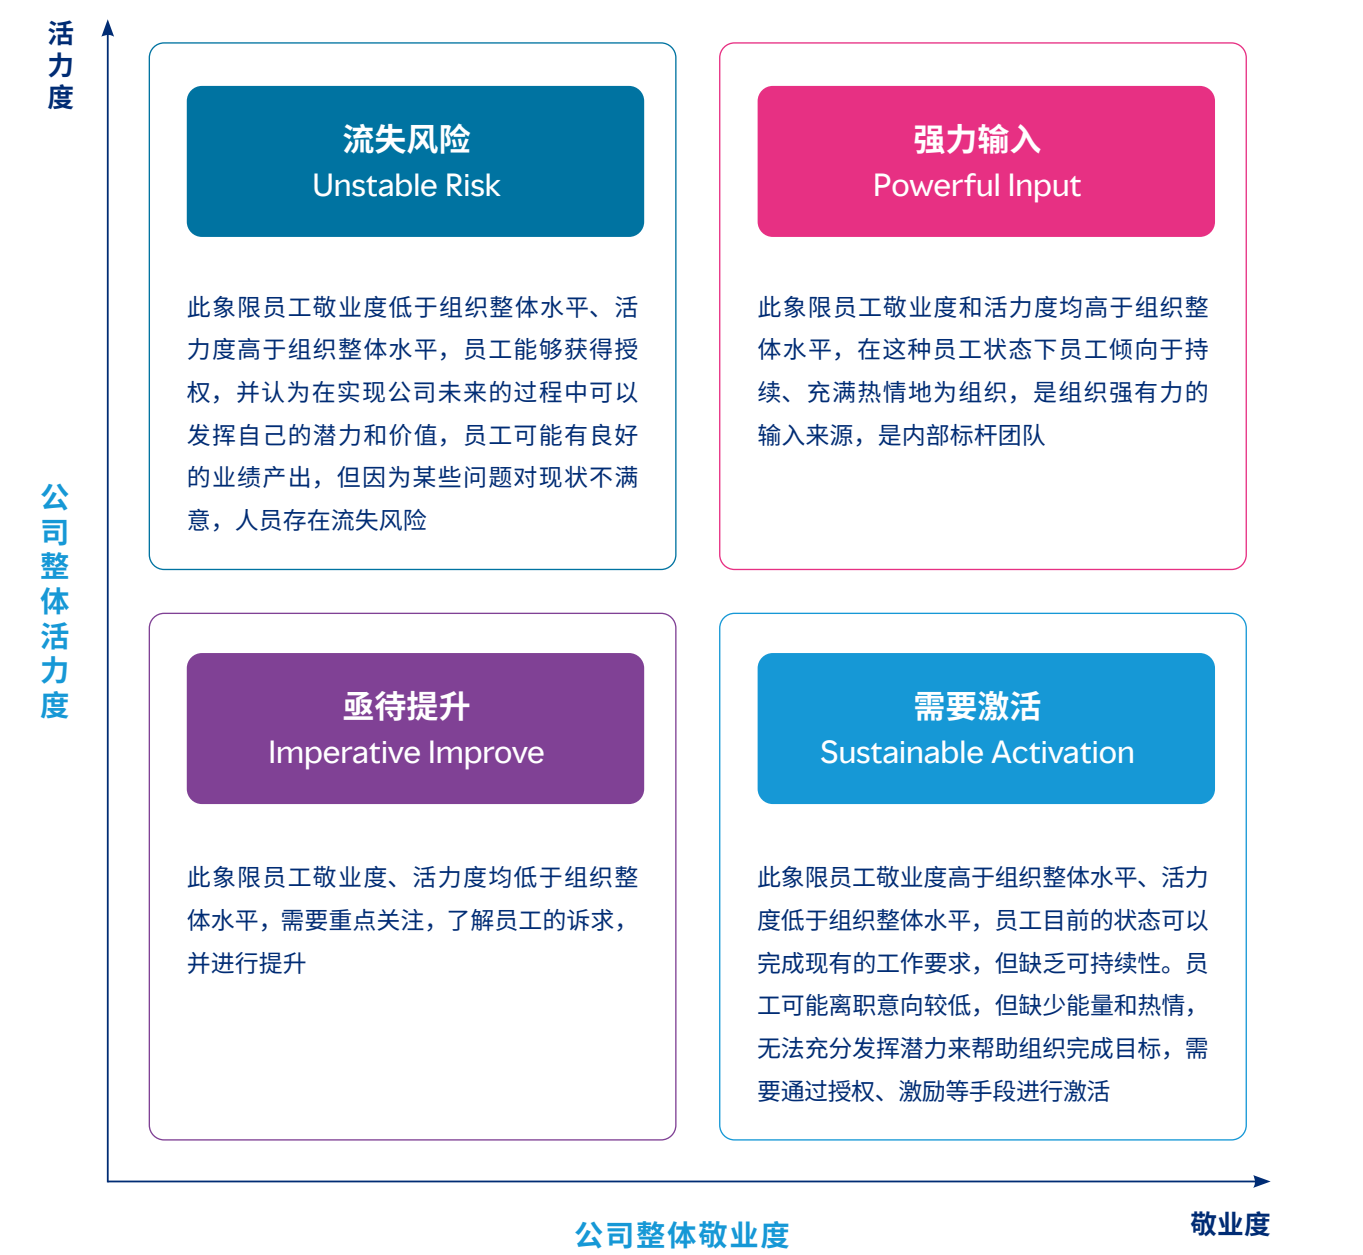 活力度
流失风险
Unstable Risk
此象限员工敬业度低于组织整体水平、活
力度高于组织整体水平，员工能够获得授
权，并认为在实现公司未来的过程中可以
发挥自己的潜力和价值，员工可能有良好
的业绩产出，但因为某些问题对现状不满
意，人员存在流失风险
强力输入
Powerful Input
此象限员工敬业度和活力度均高于组织整
体水平，在这种员工状态下员工倾向于持
续、充满热情地为组织，是组织强有力的
输入来源，是内部标杆团队
公司整体活力度
亟待提升
Imperative Improve
此象限员工敬业度、活力度均低于组织整
体水平，需要重点关注，了解员工的诉求，
并进行提升
需要激活
Sustainable Activation
此象限员工敬业度高于组织整体水平、活力
度低于组织整体水平，员工目前的状态可以
完成现有的工作要求，但缺乏可持续性。员
工可能离职意向较低，但缺少能量和热情，
无法充分发挥潜力来帮助组织完成目标，需
要通过授权、激励等手段进行激活
敬业度
公司整体敬业度